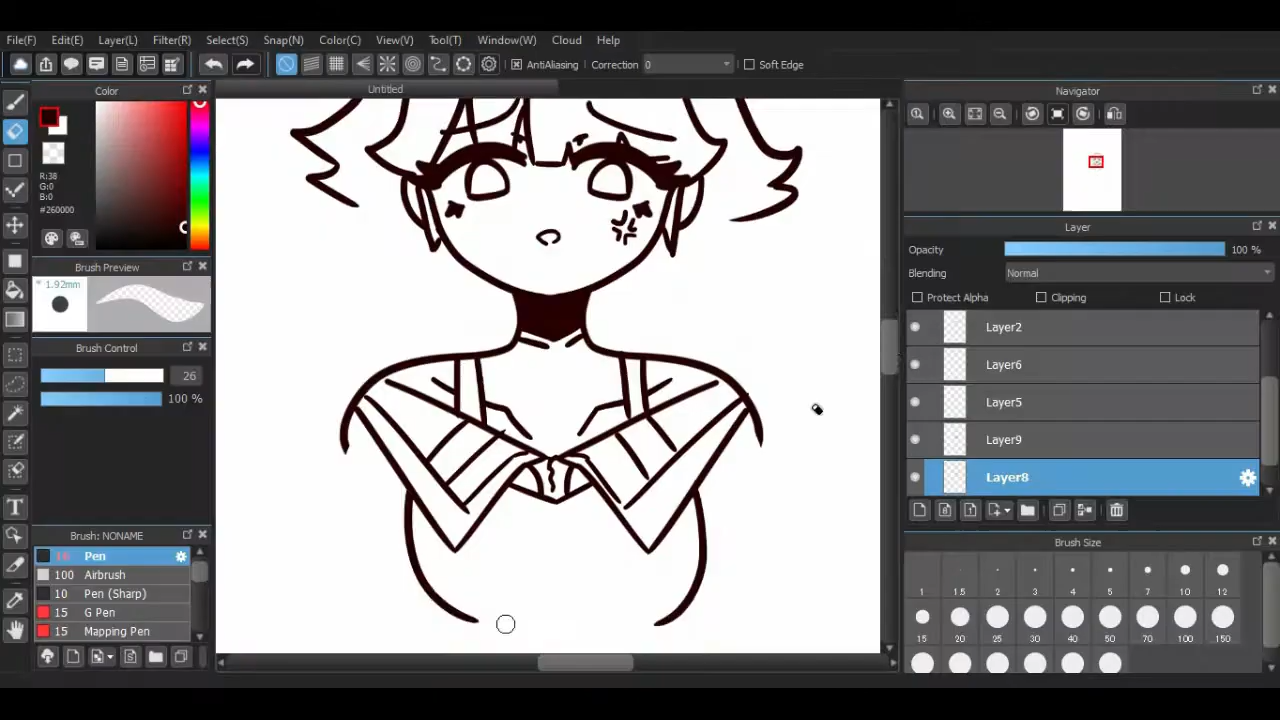 File(F) Edit(E) Layer(L) Filter(R) Select(S) Snap(N) Color(C) View(V) Tool(T) Window(W) Cloud Help
AntiAliasing Correction 0 Soft Edge
Color
Untitled
Navigator
R:38
G:0
B:0
#260000
Layer
Opacity 100 %
Blending Normal
Protect Alpha Clipping Lock
Brush Preview
* 1.92mm
Layer2
Layer6
Layer5
Layer9
Layer8
Brush Control
26
100 %
Brush: NONAME
Pen
100 Airbrush
10 Pen (Sharp)
15 G Pen
15 Mapping Pen
Brush Size
1 1.5 2 3 4 5 7 10 12
15 20 25 30 40 50 70 100 150